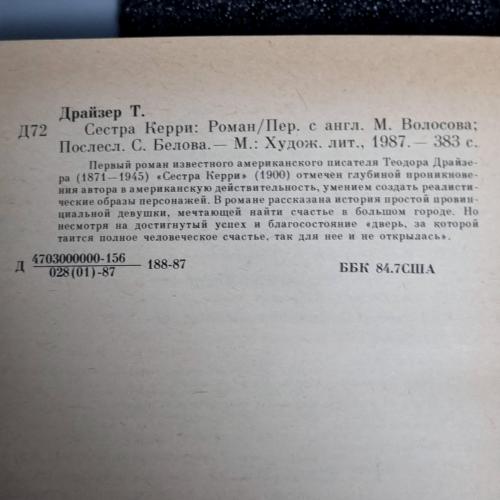 Драйзер Т.
Д72 Сестра Керри: Роман/Пер. с англ. М. Волосова;
Послесл. С. Белова.— М.: Худож. лит., 1987.— 383 с.
Первый роман известного американского писателя Теодора Драйзе-
ра (1871—1945) «Сестра Керри» (1900) отмечен глубиной проникнове-
ния автора в американскую действительность, умением создать реалисти-
ческие образы персонажей. В романе рассказана история простой провин-
циальной девушки, мечтающей найти счастье в большом городе. Но
несмотря на достигнутый успех и благосостояние «дверь, за которой
таится полное человеческое счастье, так для нее и не открылась».
4703000000-156
Д 188-87 ББК 84.7США
028(01)-87